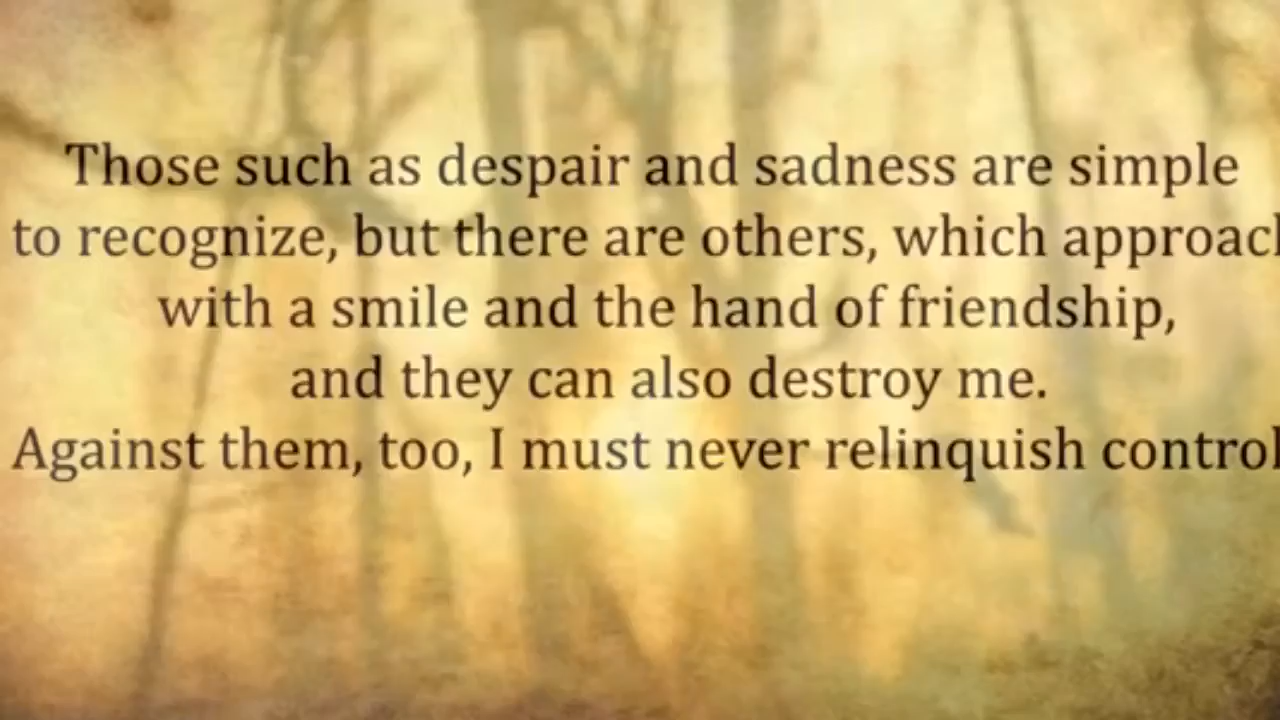 Those such as despair and sadness are simple
to recognize, but there are others, which approach
with a smile and the hand of friendship,
and they can also destroy me.
Against them, too, I must never relinquish control